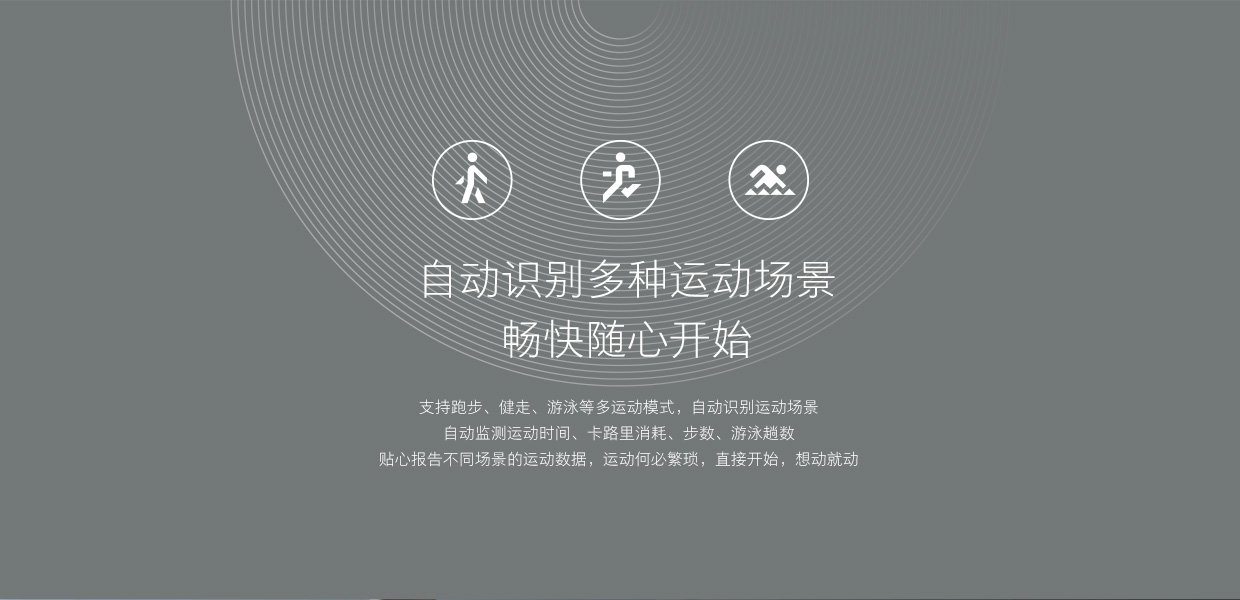 自动识别多种运动场景
畅快随心开始
支持跑步、健走、游泳等多运动模式，自动识别运动场景
自动监测运动时间、卡路里消耗、步数、游泳趟数
贴心报告不同场景的运动数据，运动何必繁琐，直接开始，想动就动